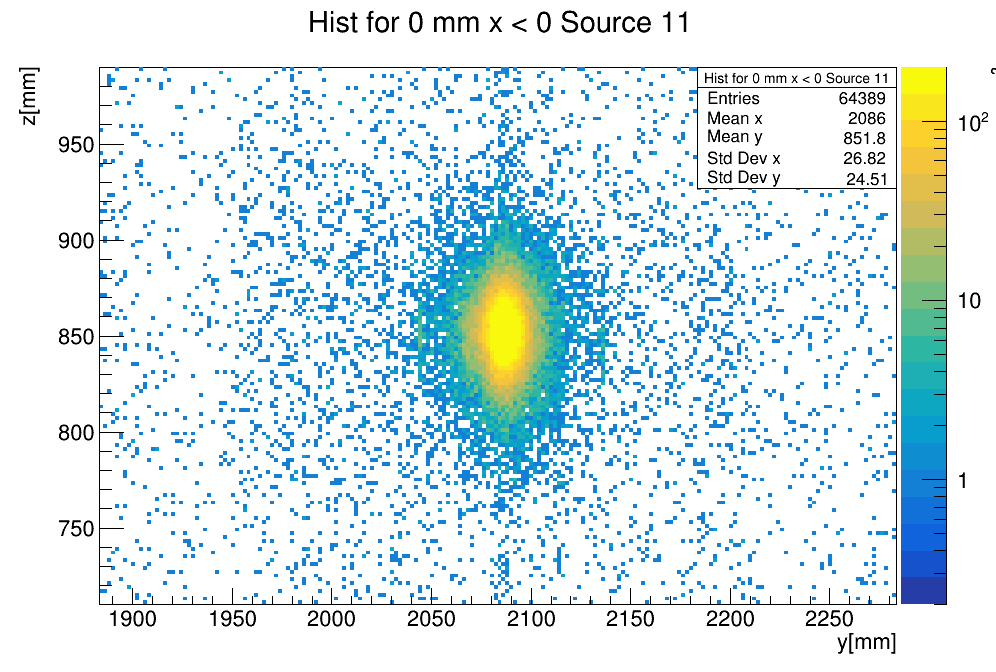 Hist for 0 mm x < 0 Source 11
z[mm]
Hist for 0 mm x < 0 Source 11
Entries 64389
Mean x 2086
Mean y 851.8
Std Dev x 26.82
Std Dev y 24.51
950
900
850
800
750
10²
10
1
1900 1950 2000 2050 2100 2150 2200 2250
y[mm]